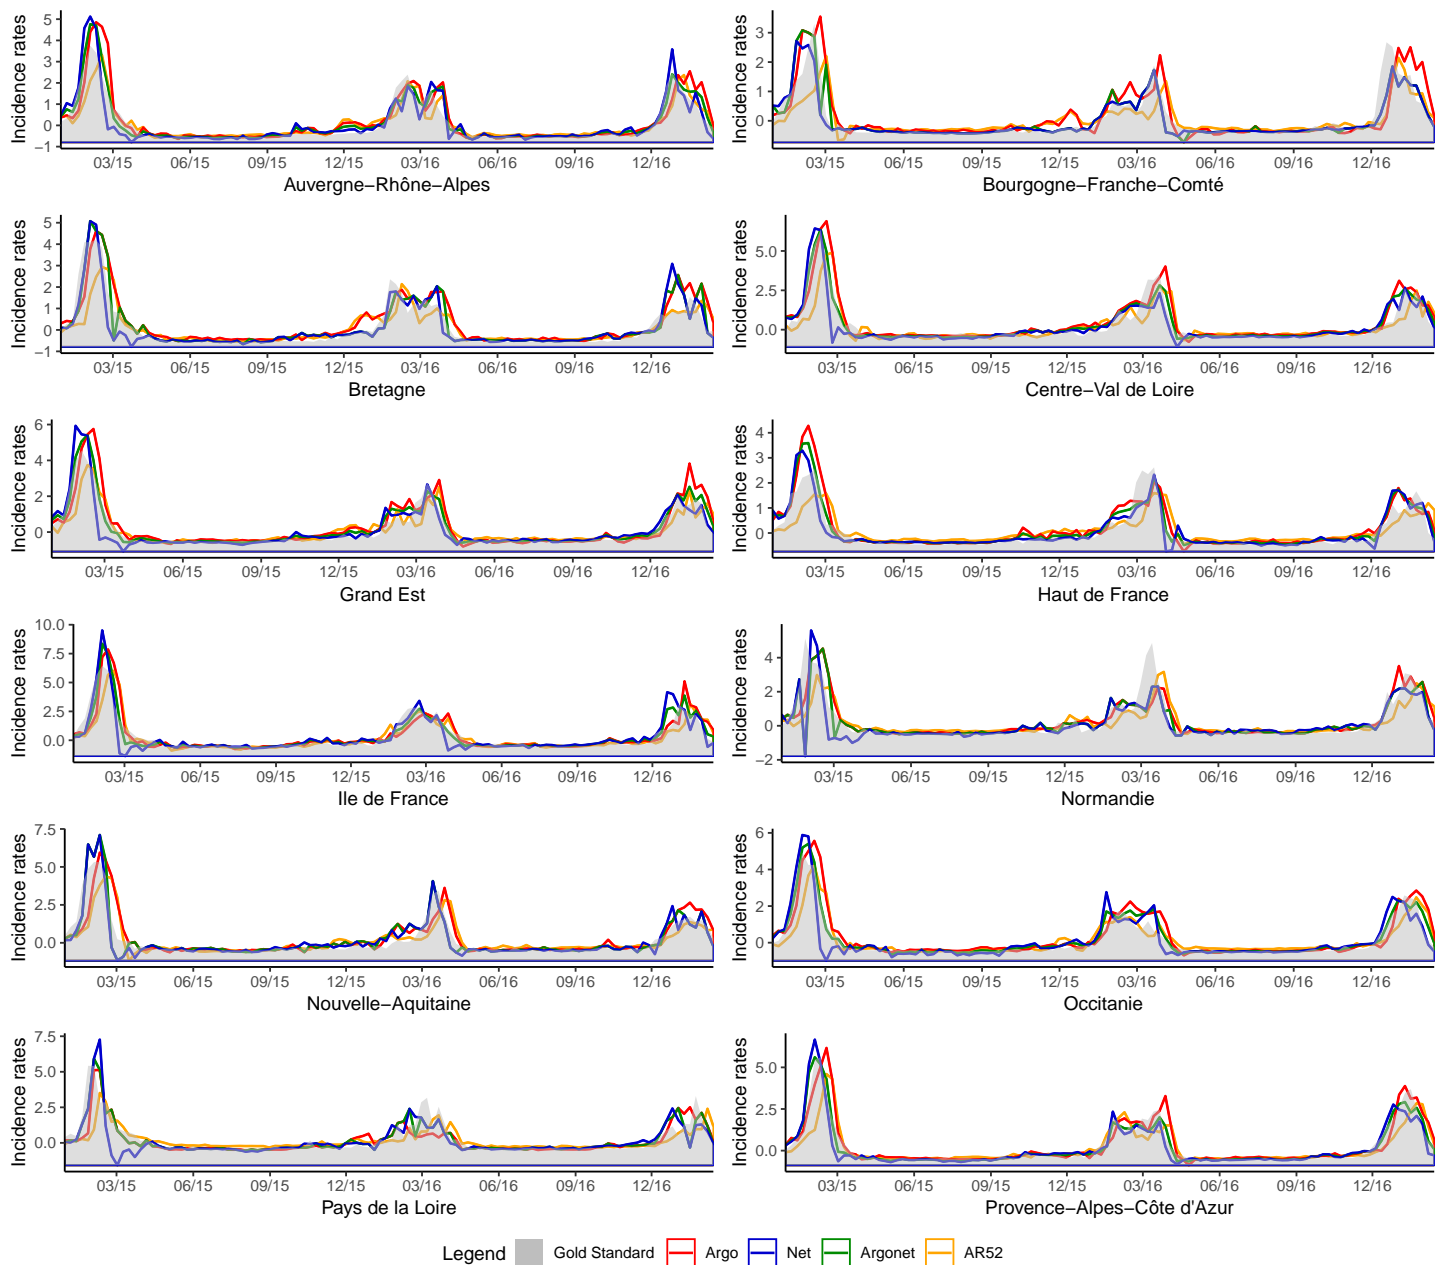 Incidence rates
5
4
3
2
1
0
−1
03/15 06/15 09/15 12/15 03/16 06/16 09/16 12/16
Auvergne−Rhône−Alpes
Incidence rates
3
2
1
0
03/15 06/15 09/15 12/15 03/16 06/16 09/16 12/16
Bourgogne−Franche−Comté
Incidence rates
5
4
3
2
1
0
−1
03/15 06/15 09/15 12/15 03/16 06/16 09/16 12/16
Bretagne
Incidence rates
5.0
2.5
0.0
03/15 06/15 09/15 12/15 03/16 06/16 09/16 12/16
Centre−Val de Loire
Incidence rates
6
4
2
0
03/15 06/15 09/15 12/15 03/16 06/16 09/16 12/16
Grand Est
Incidence rates
4
3
2
1
0
03/15 06/15 09/15 12/15 03/16 06/16 09/16 12/16
Haut de France
Incidence rates
10.0
7.5
5.0
2.5
0.0
03/15 06/15 09/15 12/15 03/16 06/16 09/16 12/16
Ile de France
Incidence rates
4
2
0
−2
03/15 06/15 09/15 12/15 03/16 06/16 09/16 12/16
Normandie
Incidence rates
7.5
5.0
2.5
0.0
03/15 06/15 09/15 12/15 03/16 06/16 09/16 12/16
Nouvelle−Aquitaine
Incidence rates
6
4
2
0
03/15 06/15 09/15 12/15 03/16 06/16 09/16 12/16
Occitanie
Incidence rates
7.5
5.0
2.5
0.0
03/15 06/15 09/15 12/15 03/16 06/16 09/16 12/16
Pays de la Loire
Incidence rates
5.0
2.5
0.0
03/15 06/15 09/15 12/15 03/16 06/16 09/16 12/16
Provence−Alpes−Côte d'Azur
Legend Gold Standard Argo Net Argonet AR52